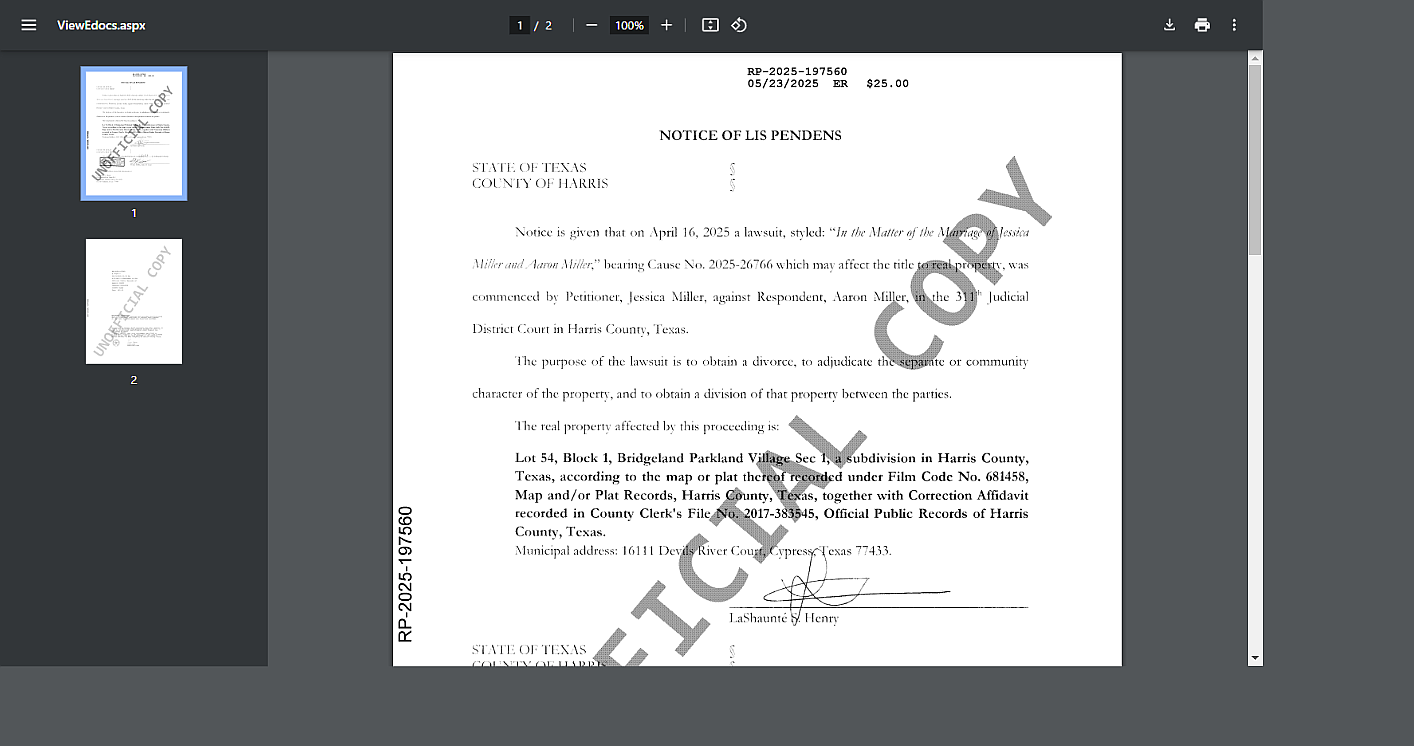 ViewEdocs.aspx
1 / 2
100%
1
2
RP-2025-197560
05/23/2025 ER $25.00
NOTICE OF LIS PENDENS
STATE OF TEXAS §
COUNTY OF HARRIS §
Notice is given that on April 16, 2025 a lawsuit, styled: “In the Matter of the Marriage of Jessica
Miller and Aaron Miller,” bearing Cause No. 2025-26766 which may affect the title to real property, was
commenced by Petitioner, Jessica Miller, against Respondent, Aaron Miller, in the 311th Judicial
District Court in Harris County, Texas.
The purpose of the lawsuit is to obtain a divorce, to adjudicate the separate or community
character of the property, and to obtain a division of that property between the parties.
The real property affected by this proceeding is:
Lot 54, Block 1, Bridgeland Parkland Village Sec 1, a subdivision in Harris County,
Texas, according to the map or plat thereof recorded under Film Code No. 681458,
Map and/or Plat Records, Harris County, Texas, together with Correction Affidavit
recorded in County Clerk's File No. 2017-383545, Official Public Records of Harris
County, Texas.
Municipal address: 16111 Devils River Court, Cypress, Texas 77433.
LaShaunté S. Henry
STATE OF TEXAS §
COUNTY OF HARRIS §
RP-2025-197560
FICIAL COPY
UNOFFICIAL COPY
UNOFFICIAL COPY